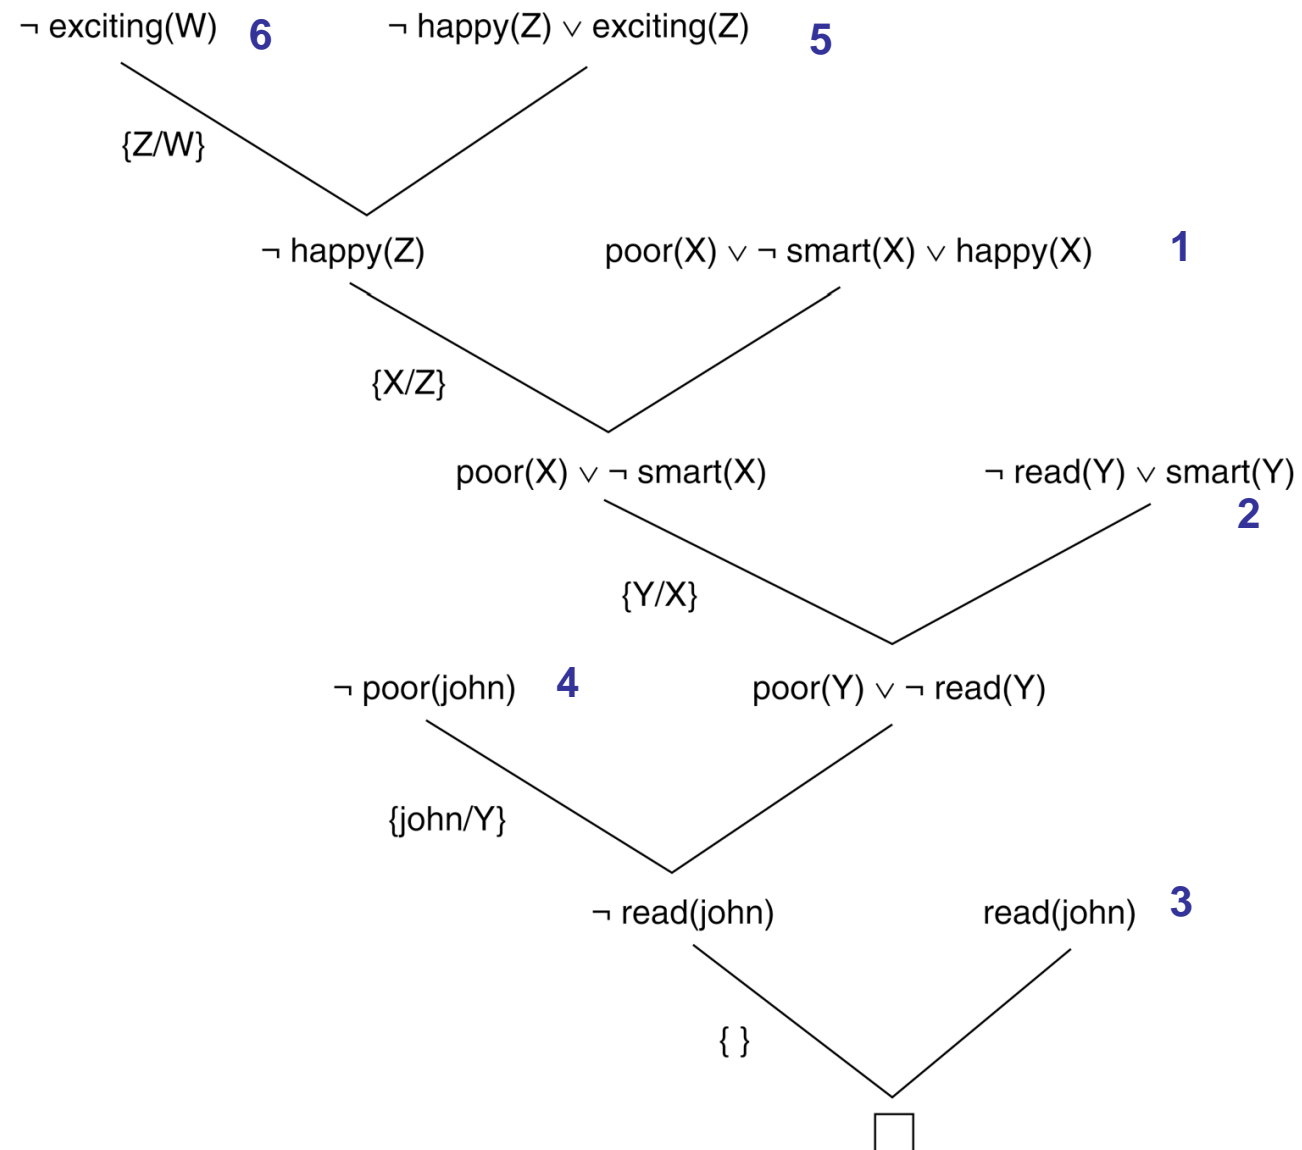 ¬ exciting(W) 6 ¬ happy(Z) ∨ exciting(Z) 5
{Z/W}
¬ happy(Z) poor(X) ∨ ¬ smart(X) ∨ happy(X) 1
{X/Z}
poor(X) ∨ ¬ smart(X) ¬ read(Y) ∨ smart(Y)
2
{Y/X}
¬ poor(john) 4 poor(Y) ∨ ¬ read(Y)
{john/Y}
¬ read(john) read(john) 3
{ }